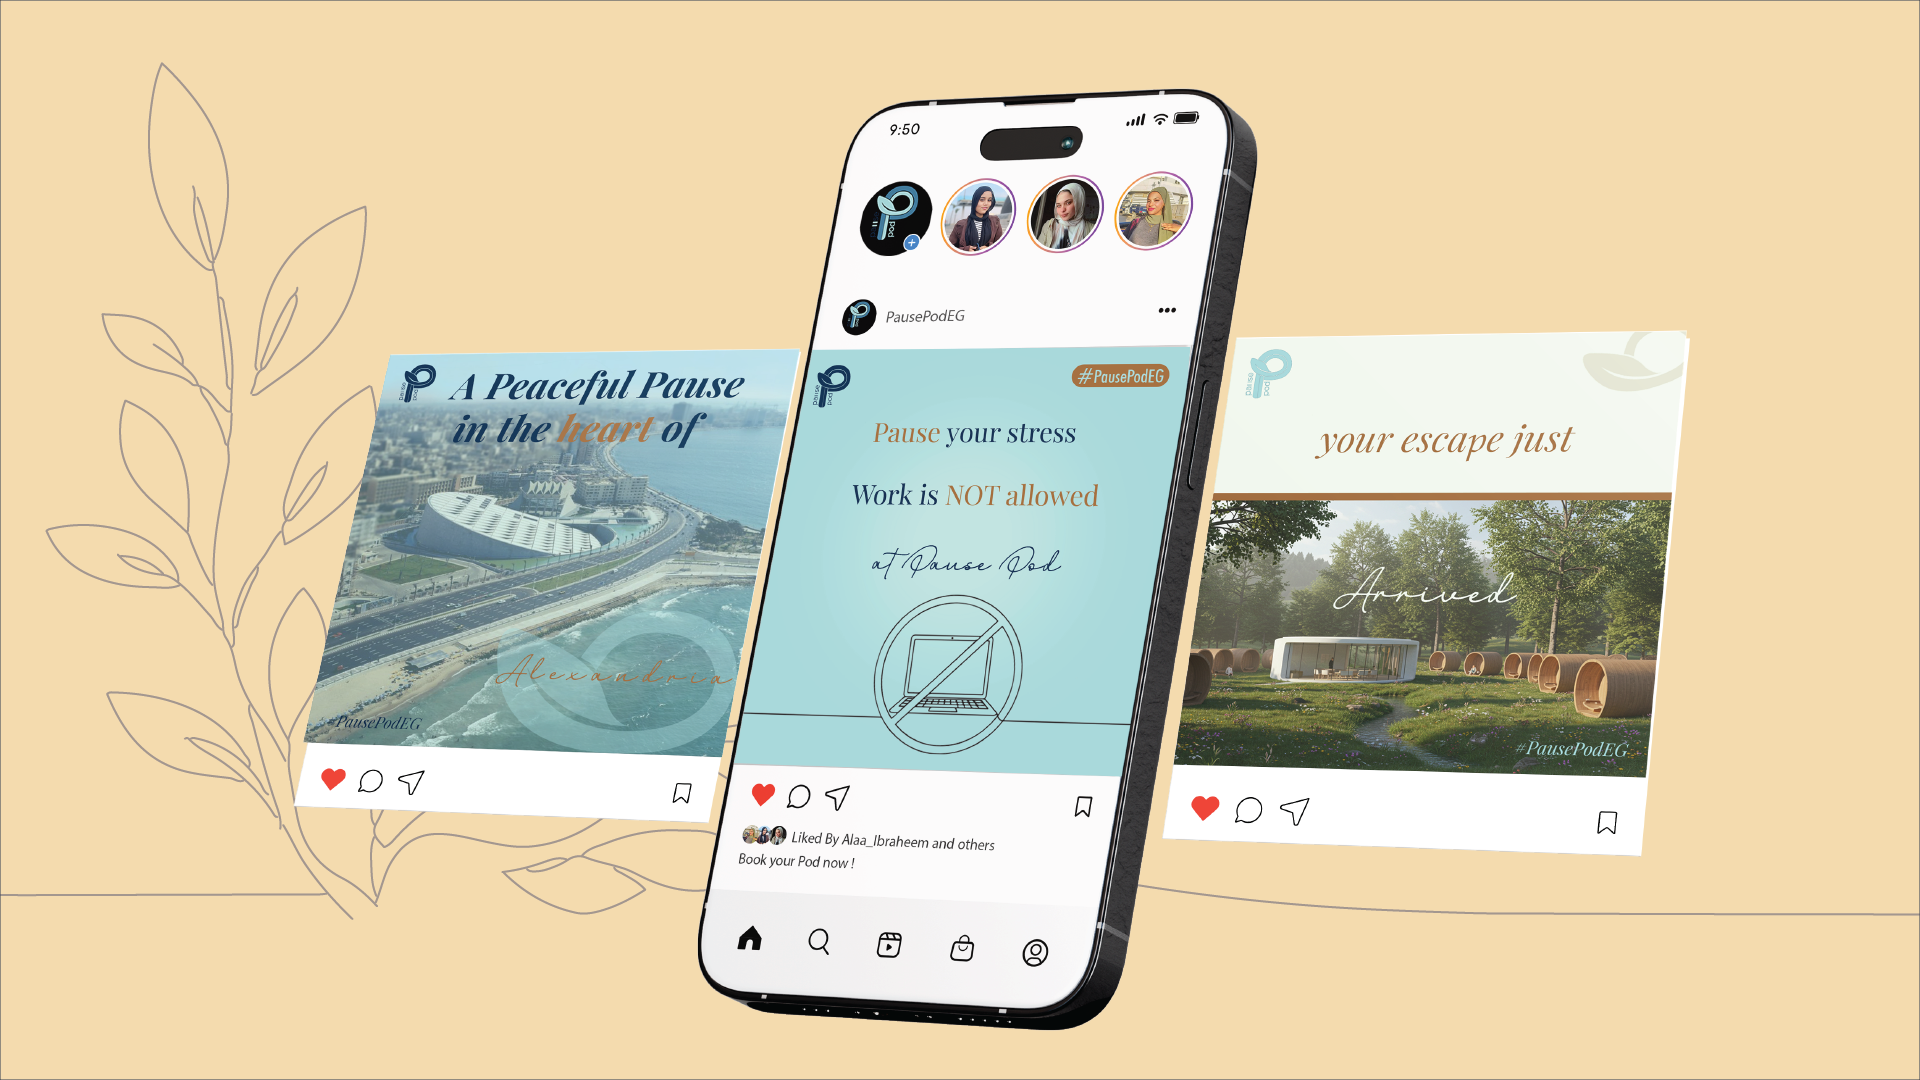 pause
pod
A Peaceful Pause
in the heart of
Alexandria
#PausePodEG
9:50
pod
PausePodEG
pause
pod
#PausePodEG
Pause your stress
Work is NOT allowed
at Pause Pod
Liked By Alaa_Ibraheem and others
Book your Pod now !
pause
pod
your escape just
Arrived
#PausePodEG